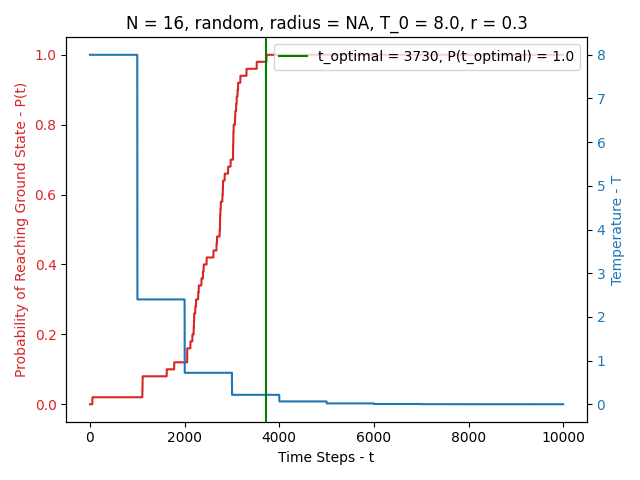 N = 16, random, radius = NA, T_0 = 8.0, r = 0.3
t_optimal = 3730, P(t_optimal) = 1.0
Probability of Reaching Ground State - P(t)
1.0
0.8
0.6
0.4
0.2
0.0
8
7
6
5
4
3
2
1
0
Temperature - T
0 2000 4000 6000 8000 10000
Time Steps - t